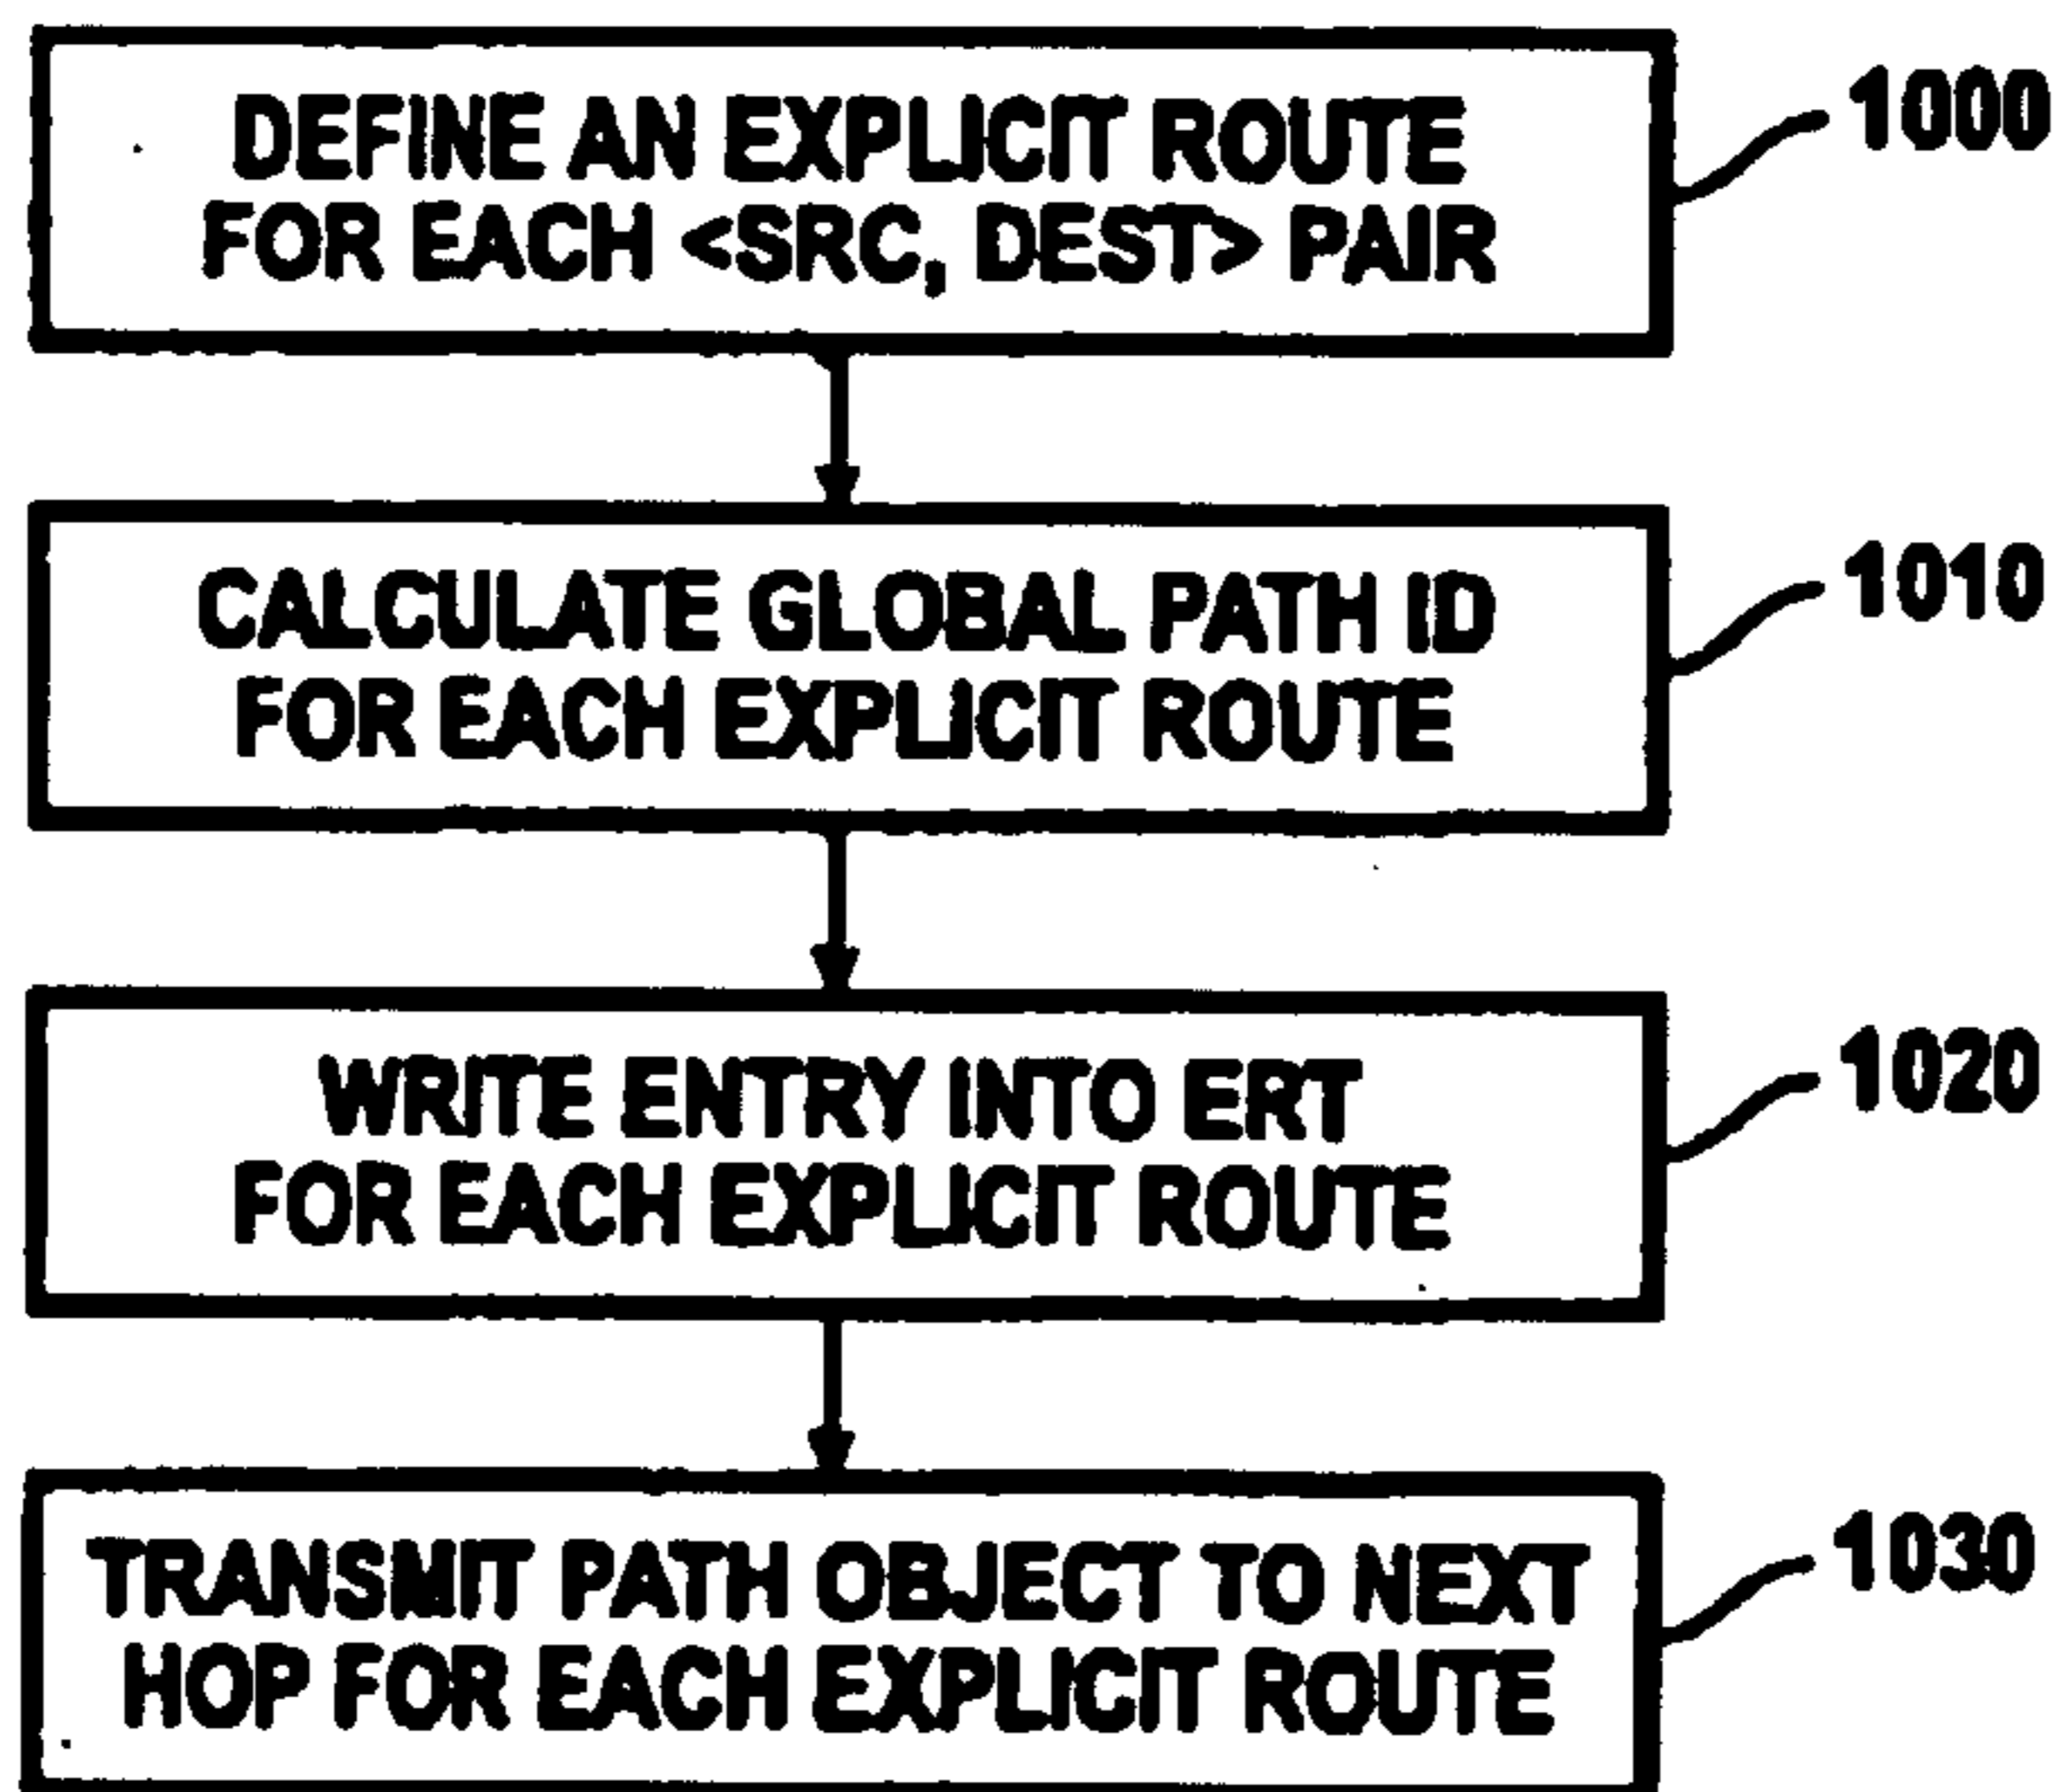 DEFINE AN EXPLICIT ROUTE
FOR EACH <SRC, DEST> PAIR
1000
CALCULATE GLOBAL PATH ID
FOR EACH EXPLICIT ROUTE
1010
WRITE ENTRY INTO ERT
FOR EACH EXPLICIT ROUTE
1020
TRANSMIT PATH OBJECT TO NEXT
HOP FOR EACH EXPLICIT ROUTE
1030